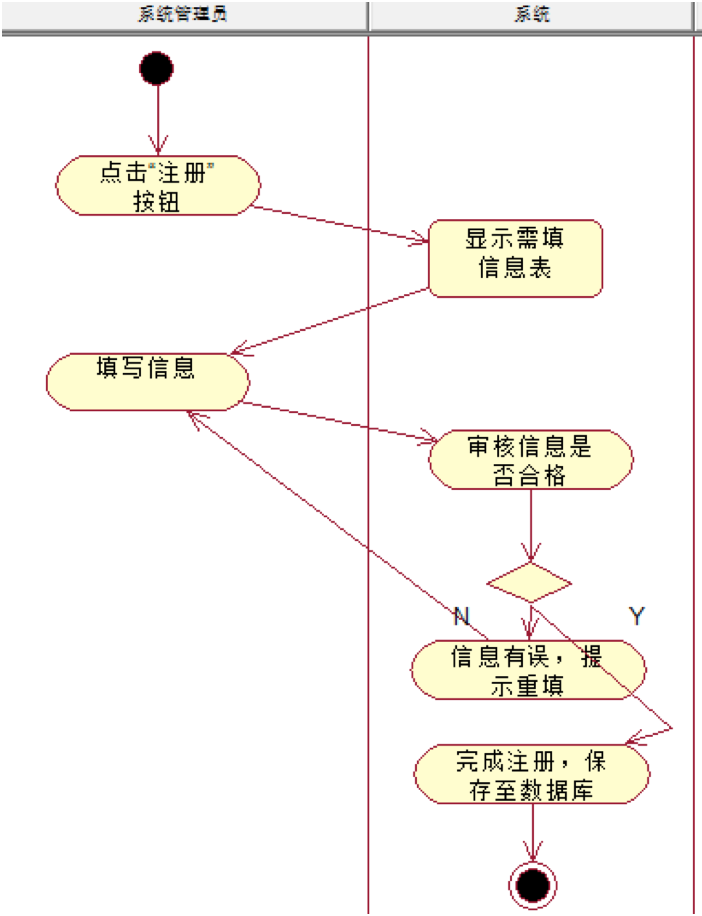 系统管理员
系统
点击“注册”
按钮
显示需填
信息表
填写信息
审核信息是
否合格
N
Y
信息有误，提
示重填
完成注册，保
存至数据库